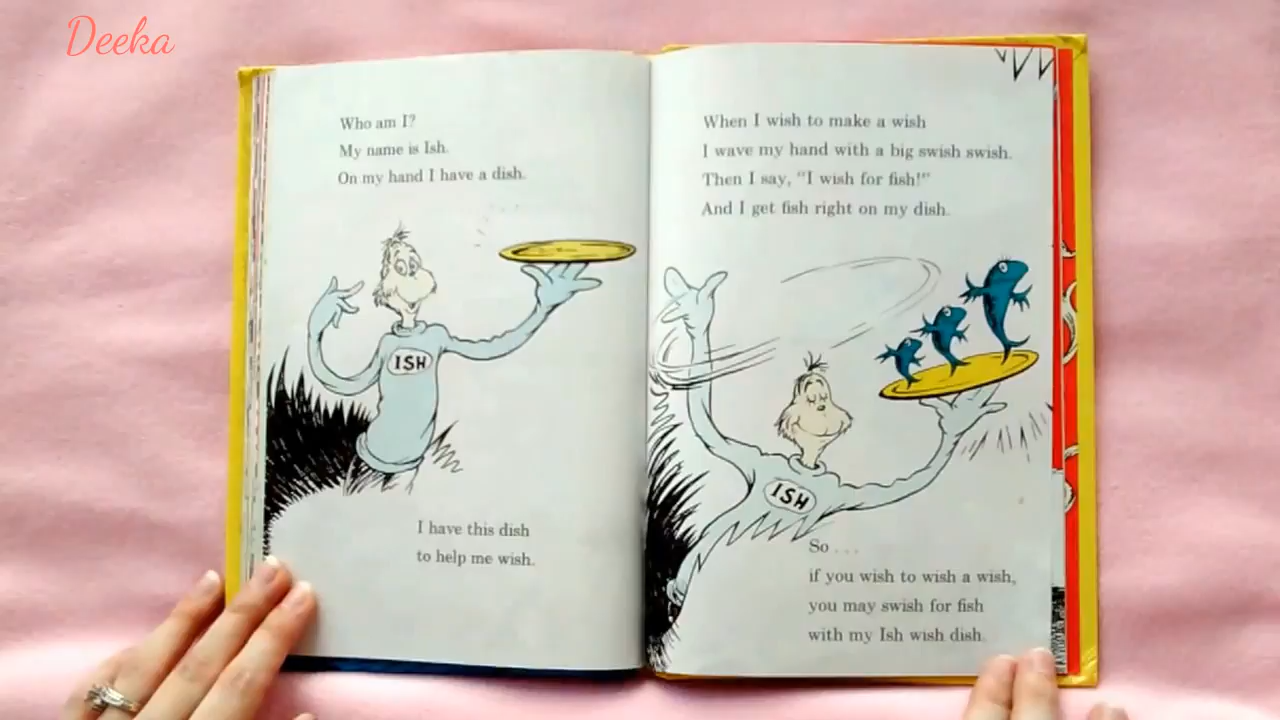 Deeka
Who am I?
My name is Ish.
On my hand I have a dish.
ISH
I have this dish
to help me wish.
When I wish to make a wish
I wave my hand with a big swish swish.
Then I say, "I wish for fish!"
And I get fish right on my dish.
ISH
So . . .
if you wish to wish a wish,
you may swish for fish
with my Ish wish dish.